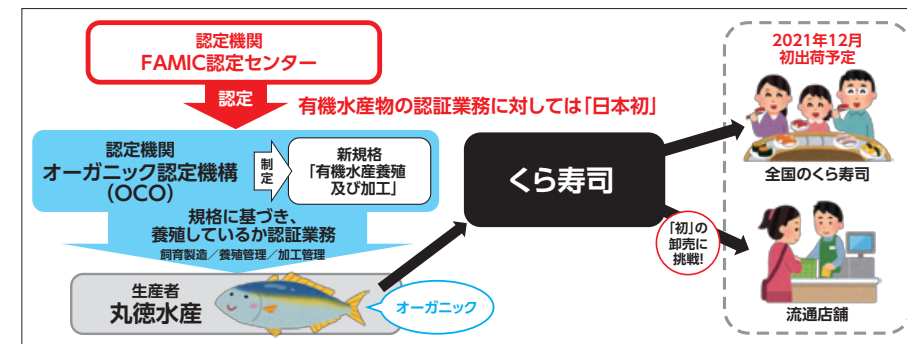 認定機関
FAMIC認定センター
認定
有機水産物の認証業務に対しては「日本初」
認定機関
オーガニック認定機構
(OCO)
制定
新規格
「有機水産養殖
及び加工」
規格に基づき、
養殖しているか認証業務
飼育製造／養殖管理／加工管理
生産者
丸徳水産
オーガニック
くら寿司
「初」の
卸売に
挑戦!
2021年12月
初出荷予定
全国のくら寿司
流通店舗